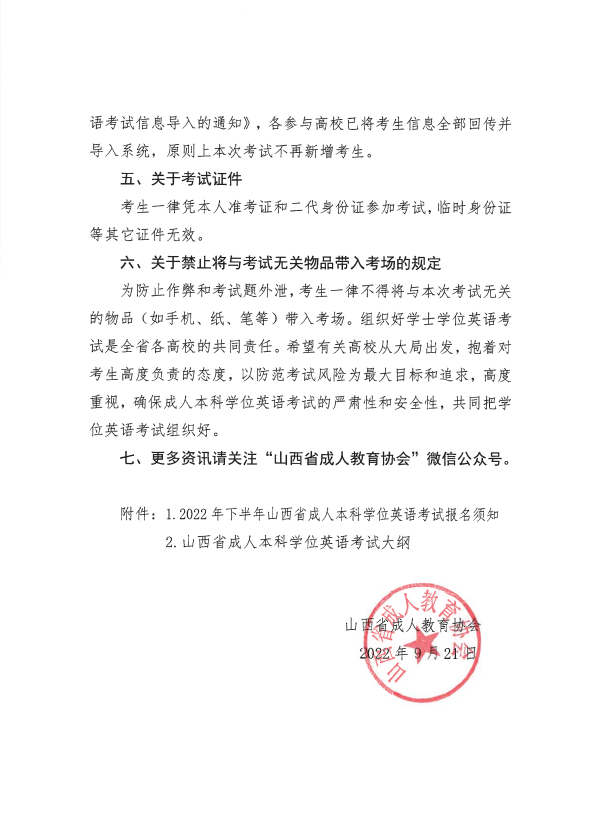 语考试信息导入的通知》，各参与高校已将考生信息全部回传并
导入系统，原则上本次考试不再新增考生。
五、关于考试证件
考生一律凭本人准考证和二代身份证参加考试，临时身份证
等其它证件无效。
六、关于禁止将与考试无关物品带入考场的规定
为防止作弊和考试题外泄，考生一律不得将与本次考试无关
的物品（如手机、纸、笔等）带入考场。组织好学士学位英语考
试是全省各高校的共同责任。希望有关高校从大局出发，抱着对
考生高度负责的态度，以防范考试风险为最大目标和追求，高度
重视，确保成人本科学位英语考试的严肃性和安全性，共同把学
位英语考试组织好。
七、更多资讯请关注“山西省成人教育协会”微信公众号。
附件：1.2022年下半年山西省成人本科学位英语考试报名须知
2.山西省成人本科学位英语考试大纲
山西省成人教育协会
2022年9月21日
山西省成人教育协会